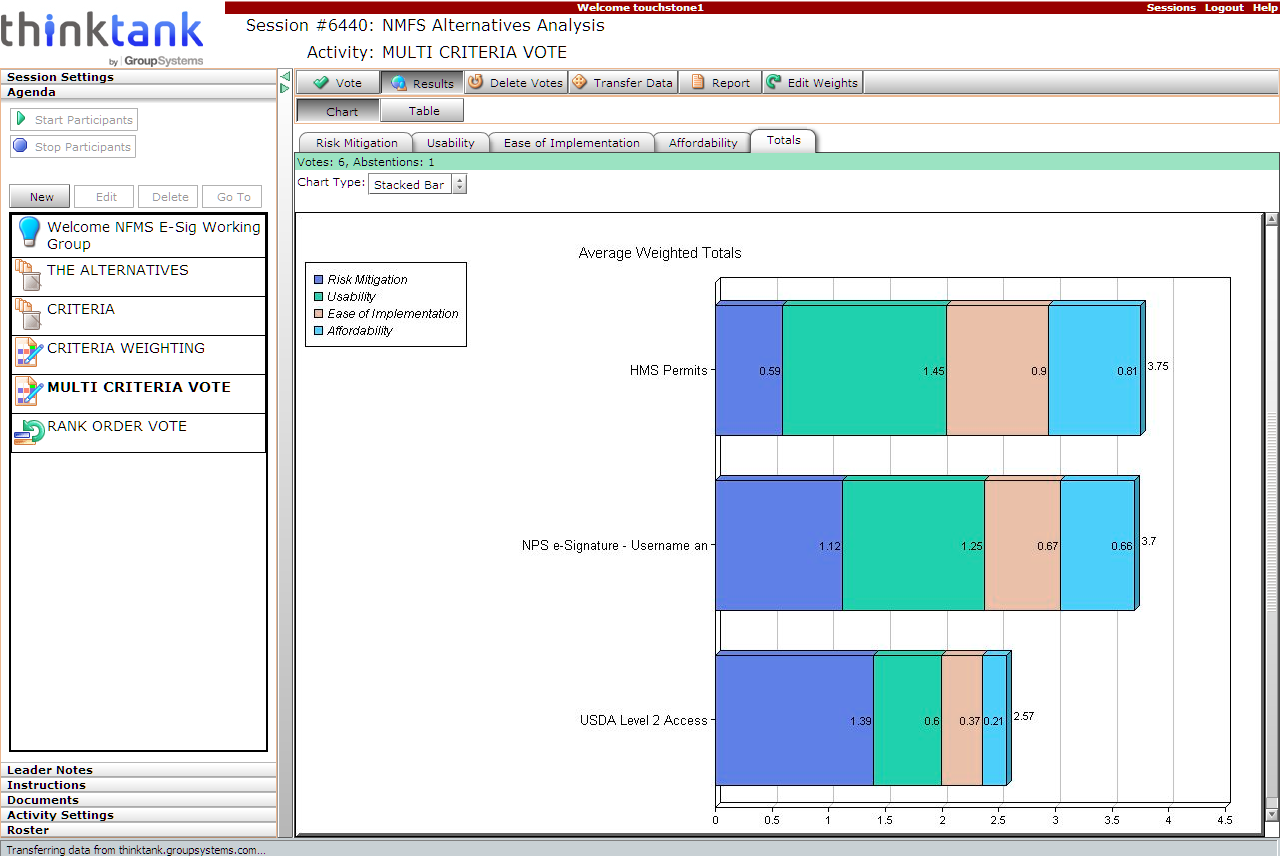 Welcome touchstone1
Sessions Logout Help
thinktank
by GroupSystems
Session #6440: NMFS Alternatives Analysis
Activity: MULTI CRITERIA VOTE
Session Settings
Agenda
Start Participants
Stop Participants
New Edit Delete Go To
Welcome NFMS E-Sig Working
Group
THE ALTERNATIVES
CRITERIA
CRITERIA WEIGHTING
MULTI CRITERIA VOTE
RANK ORDER VOTE
Leader Notes
Instructions
Documents
Activity Settings
Roster
Vote Results Delete Votes Transfer Data Report Edit Weights
Chart Table
Risk Mitigation Usability Ease of Implementation Affordability Totals
Votes: 6, Abstentions: 1
Chart Type: Stacked Bar
Average Weighted Totals
Risk Mitigation
Usability
Ease of Implementation
Affordability
HMS Permits 0.59 1.45 0.9 0.81 3.75
NPS e-Signature - Username an 1.12 1.25 0.67 0.66 3.7
USDA Level 2 Access 1.39 0.6 0.37 0.21 2.57
0 0.5 1 1.5 2 2.5 3 3.5 4 4.5
Transferring data from thinktank.groupsystems.com...